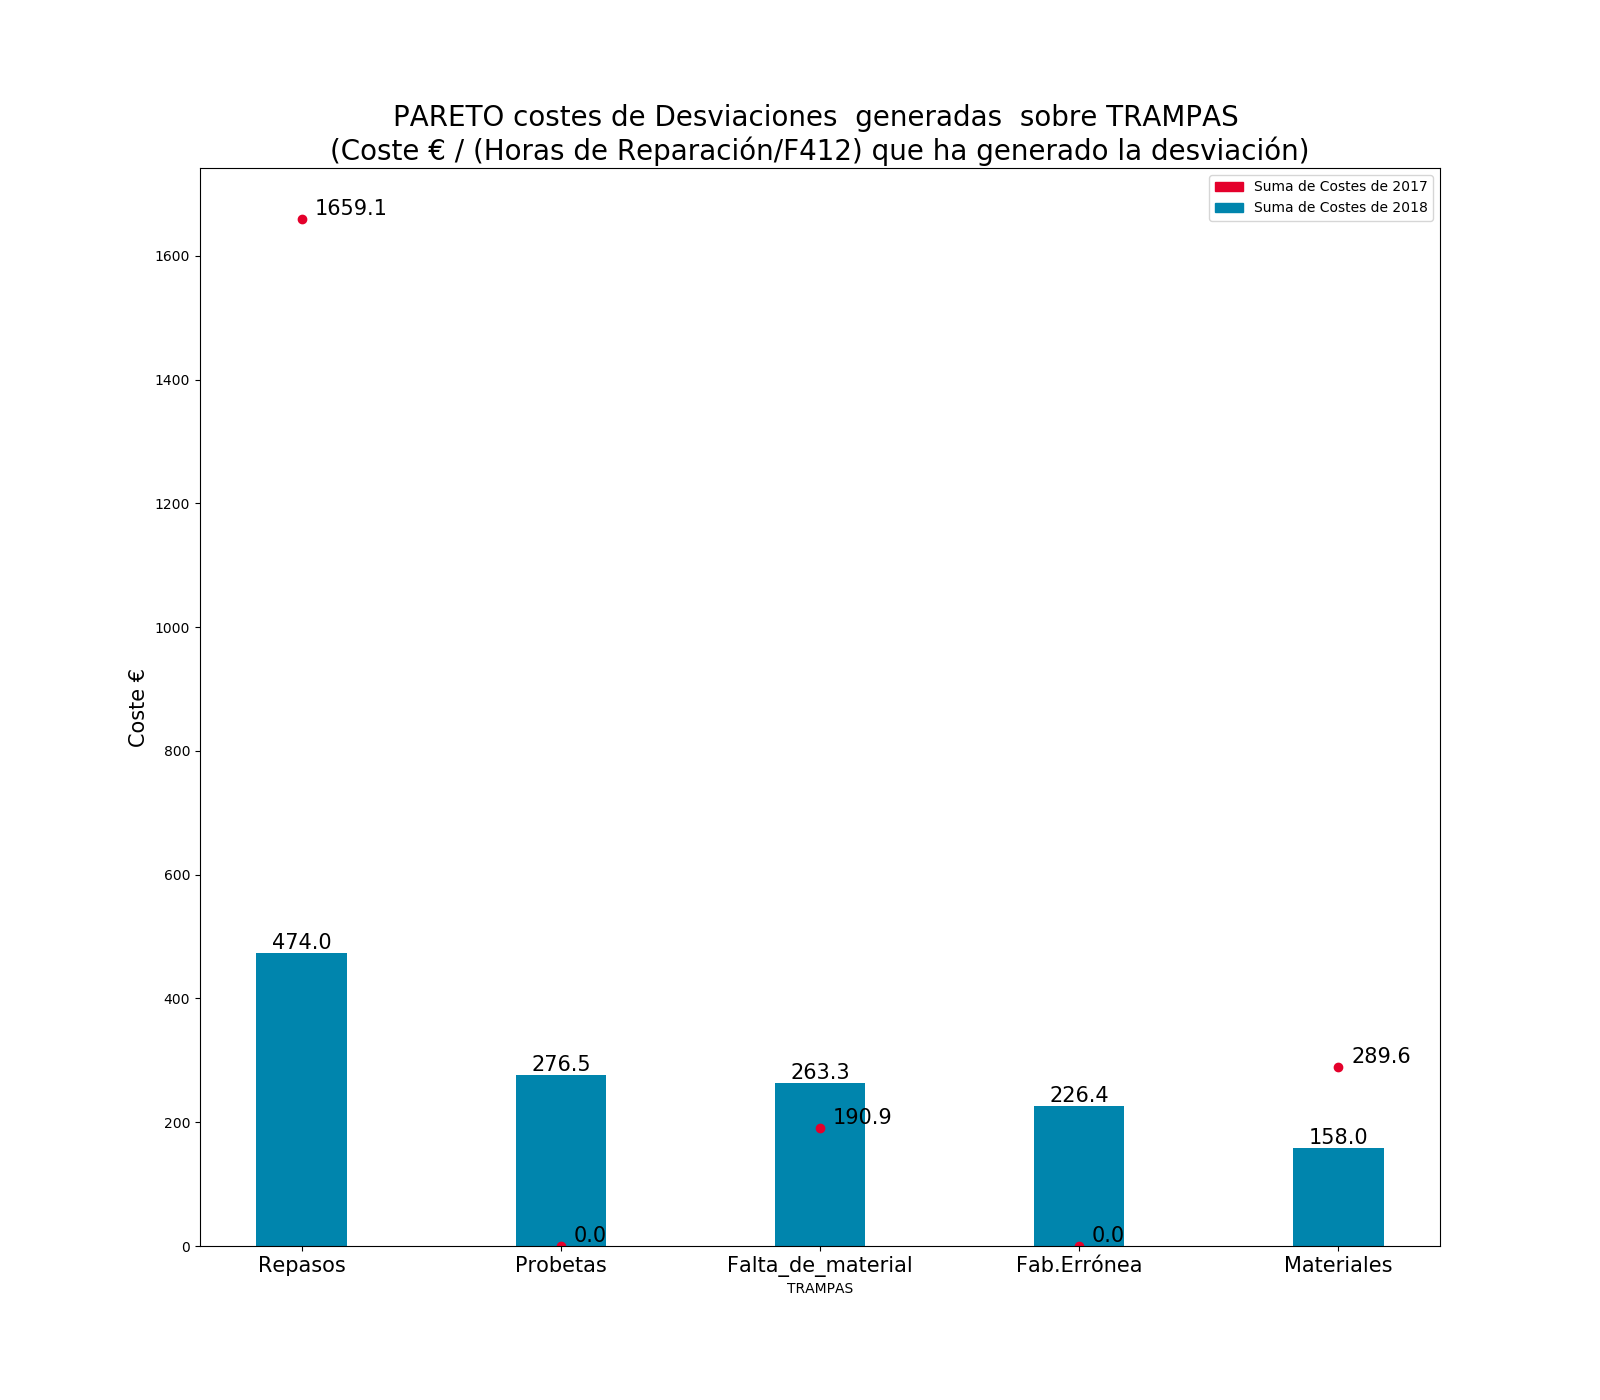 PARETO costes de Desviaciones  generadas  sobre TRAMPAS
(Coste € / (Horas de Reparación/F412) que ha generado la desviación)
Suma de Costes de 2017
Suma de Costes de 2018
1659.1
1600
1400
1200
1000
800
600
400
200
0
Coste €
474.0
276.5
263.3
226.4
158.0
0.0
190.9
0.0
289.6
Repasos
Probetas
Falta_de_material
Fab.Errónea
Materiales
TRAMPAS